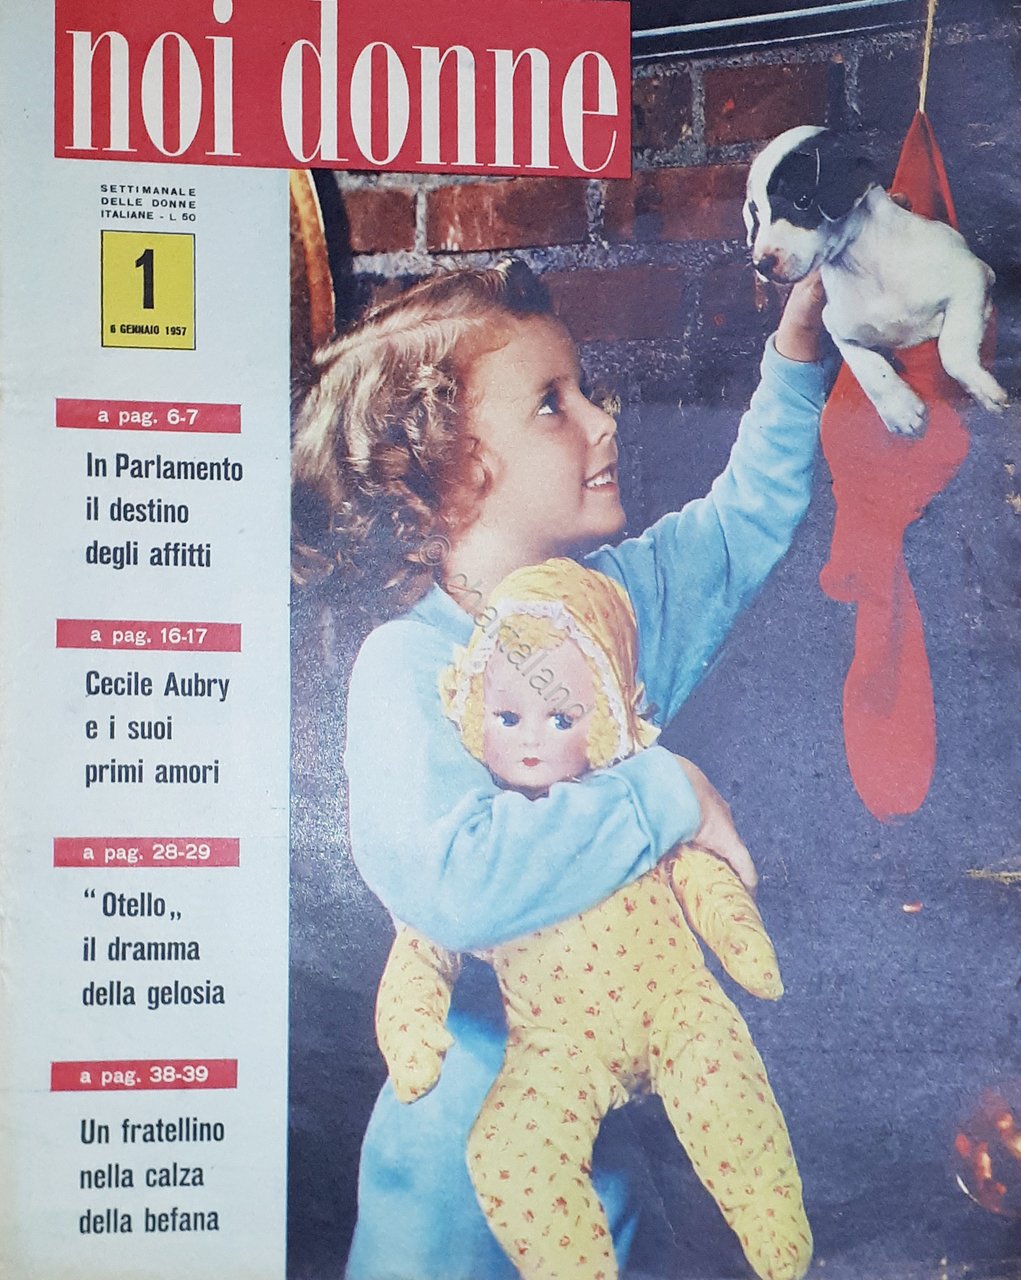 noi donne
SETTIMANALE
DELLE DONNE
ITALIANE - L. 50
1
6 GENNAIO 1957
a pag. 6-7
In Parlamento
il destino
degli affitti
a pag. 16-17
Cecile Aubry
e i suoi
primi amori
a pag. 28-29
“Otello„
il dramma
della gelosia
a pag. 38-39
Un fratellino
nella calza
della befana
© chartaland